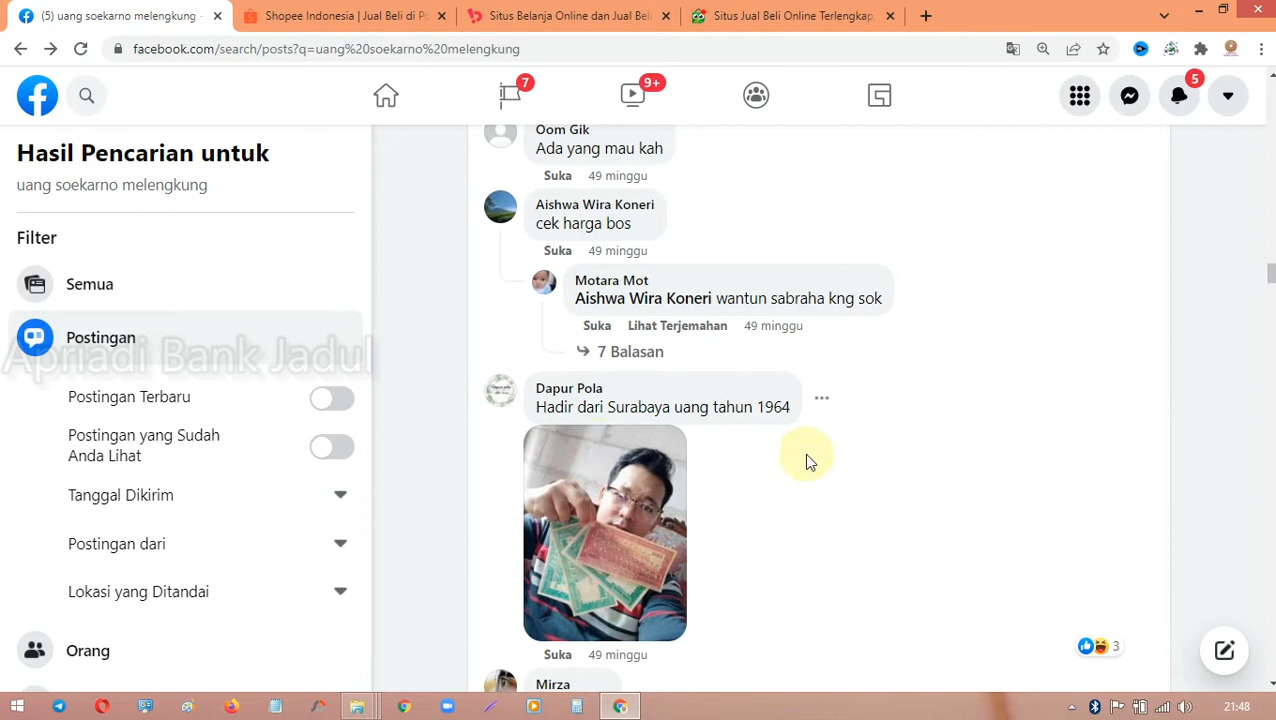 (5) uang soekarno melengkung -
Shopee Indonesia | Jual Beli di Po
Situs Belanja Online dan Jual Beli
Situs Jual Beli Online Terlengkap,
facebook.com/search/posts?q=uang%20soekarno%20melengkung
7
9+
5
Hasil Pencarian untuk
uang soekarno melengkung
Filter
Semua
Postingan
Apriadi Bank Jadul
Postingan Terbaru
Postingan yang Sudah
Anda Lihat
Tanggal Dikirim
Postingan dari
Lokasi yang Ditandai
Orang
Oom Gik
Ada yang mau kah
Suka 49 minggu
Aishwa Wira Koneri
cek harga bos
Suka 49 minggu
Motara Mot
Aishwa Wira Koneri wantun sabraha kng sok
Suka Lihat Terjemahan 49 minggu
7 Balasan
Dapur Pola
Hadir dari Surabaya uang tahun 1964
3
Suka 49 minggu
Mirza
21:48